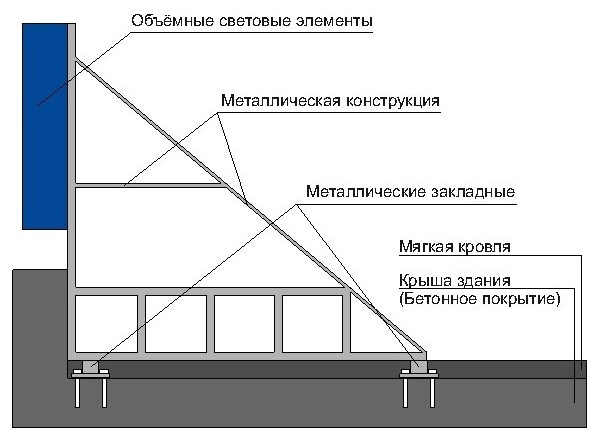 Объёмные световые элементы
Металлическая конструкция
Металлические закладные
Мягкая кровля
Крыша здания
(Бетонное покрытие)